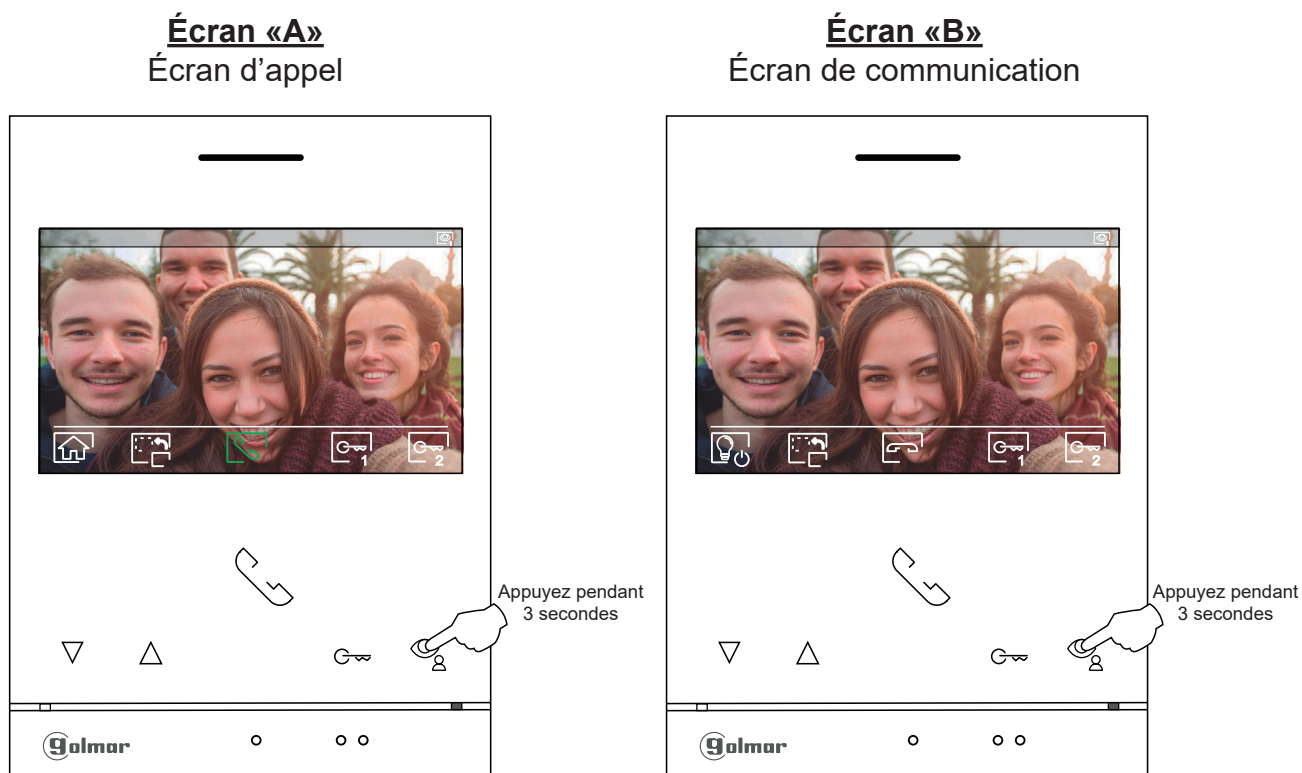 Écran «A»
Écran d’appel
Écran «B»
Écran de communication
1
2
1
2
Appuyez pendant
3 secondes
Appuyez pendant
3 secondes
golmar
golmar